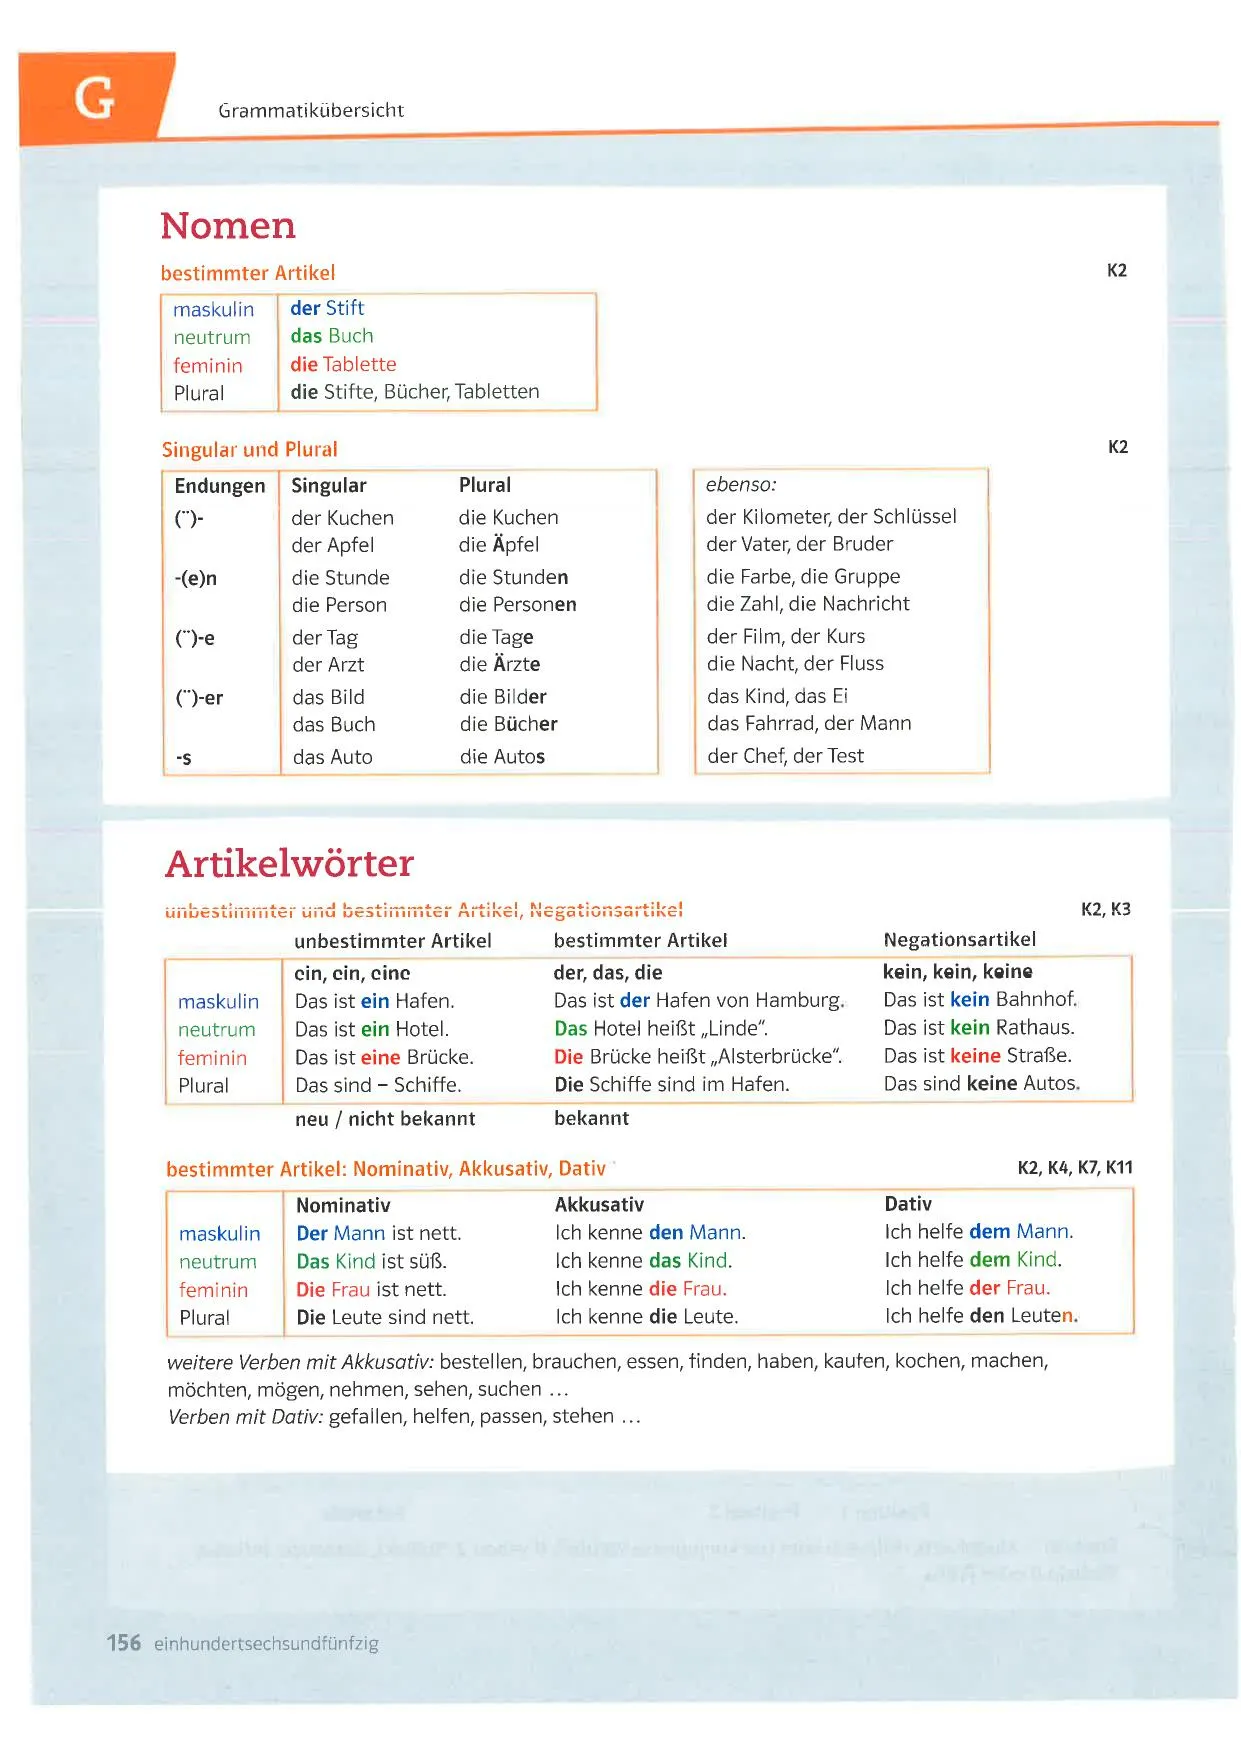 G
Grammatikübersicht
Nomen
bestimmter Artikel K2
maskulin der Stift
neutrum das Buch
feminin die Tablette
Plural die Stifte, Bücher, Tabletten
Singular und Plural K2
Endungen Singular Plural ebenso:
(¨)- der Kuchen die Kuchen der Kilometer, der Schlüssel
der Apfel die Äpfel der Vater, der Bruder
-(e)n die Stunde die Stunden die Farbe, die Gruppe
die Person die Personen die Zahl, die Nachricht
(¨)-e der Tag die Tage der Film, der Kurs
der Arzt die Ärzte die Nacht, der Fluss
(¨)-er das Bild die Bilder das Kind, das Ei
das Buch die Bücher das Fahrrad, der Mann
-s das Auto die Autos der Chef, der Test
Artikelwörter
unbestimmter und bestimmter Artikel, Negationsartikel K2, K3
unbestimmter Artikel bestimmter Artikel Negationsartikel
ein, ein, eine der, das, die kein, kein, keine
maskulin Das ist ein Hafen. Das ist der Hafen von Hamburg. Das ist kein Bahnhof.
neutrum Das ist ein Hotel. Das Hotel heißt „Linde“. Das ist kein Rathaus.
feminin Das ist eine Brücke. Die Brücke heißt „Alsterbrücke“. Das ist keine Straße.
Plural Das sind – Schiffe. Die Schiffe sind im Hafen. Das sind keine Autos.
neu / nicht bekannt bekannt
bestimmter Artikel: Nominativ, Akkusativ, Dativ K2, K4, K7, K11
Nominativ Akkusativ Dativ
maskulin Der Mann ist nett. Ich kenne den Mann. Ich helfe dem Mann.
neutrum Das Kind ist süß. Ich kenne das Kind. Ich helfe dem Kind.
feminin Die Frau ist nett. Ich kenne die Frau. Ich helfe der Frau.
Plural Die Leute sind nett. Ich kenne die Leute. Ich helfe den Leuten.
weitere Verben mit Akkusativ: bestellen, brauchen, essen, finden, haben, kaufen, kochen, machen,
möchten, mögen, nehmen, sehen, suchen ...
Verben mit Dativ: gefallen, helfen, passen, stehen ...
156 einhundertsechsundfünfzig